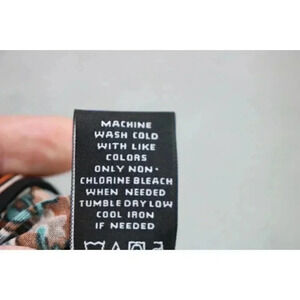 MACHINE
WASH COLD
WITH LIKE
COLORS
ONLY NON-
CHLORINE BLEACH
WHEN NEEDED
TUMBLE DRY LOW
COOL IRON
IF NEEDED